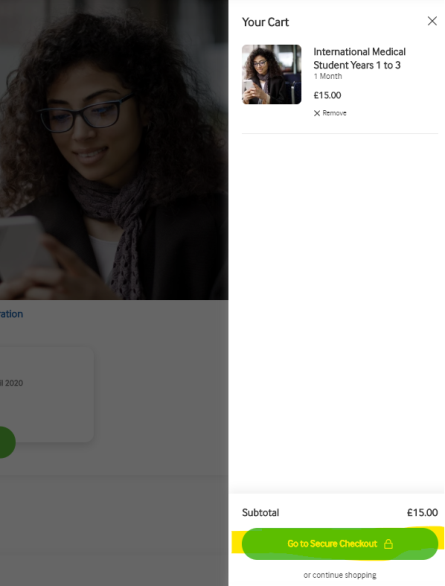 Your Cart
International Medical
Student Years 1 to 3
1 Month
£15.00
Remove
ration
2020
Subtotal
£15.00
Go to Secure Checkout
or continue shopping